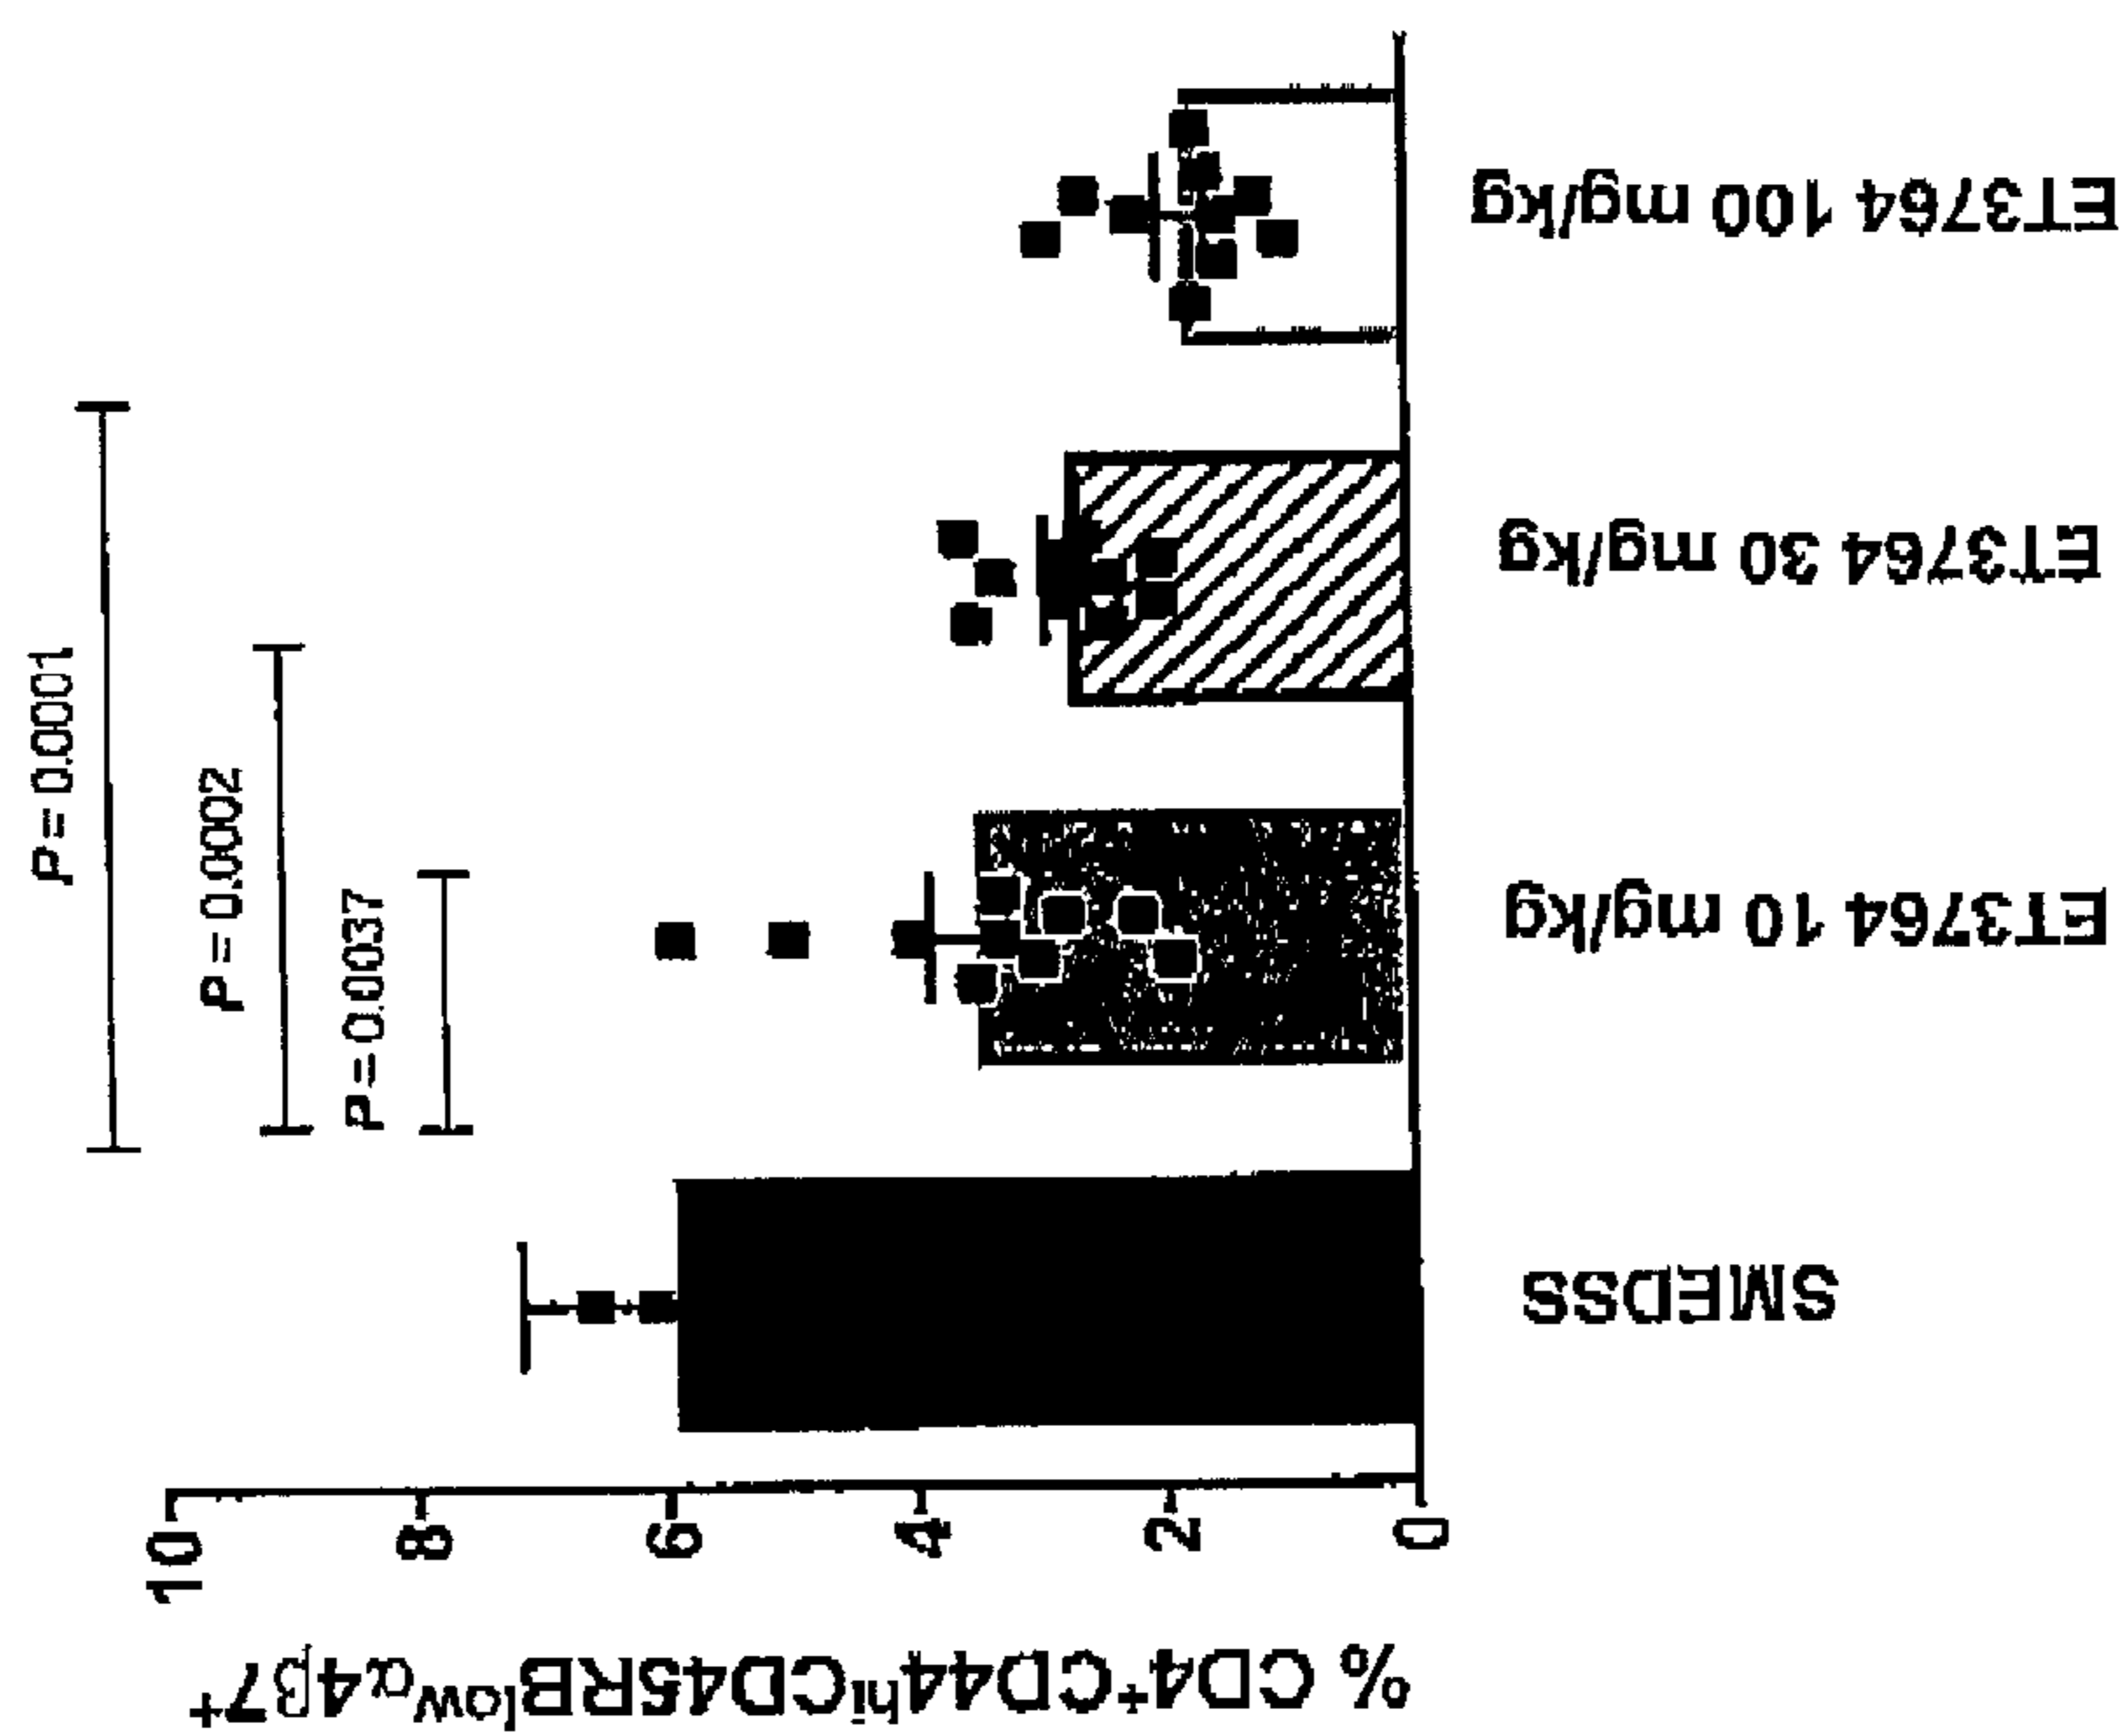 P = 0.0001
P = 0.0002
P = 0.0037
10
8
6
4
2
0
% CD4⁺CD44ʰⁱCD45RBˡᵒʷα4β7⁺
SMEDSS
ET3764 10 mg/kg
ET3764 30 mg/kg
ET3764 100 mg/kg